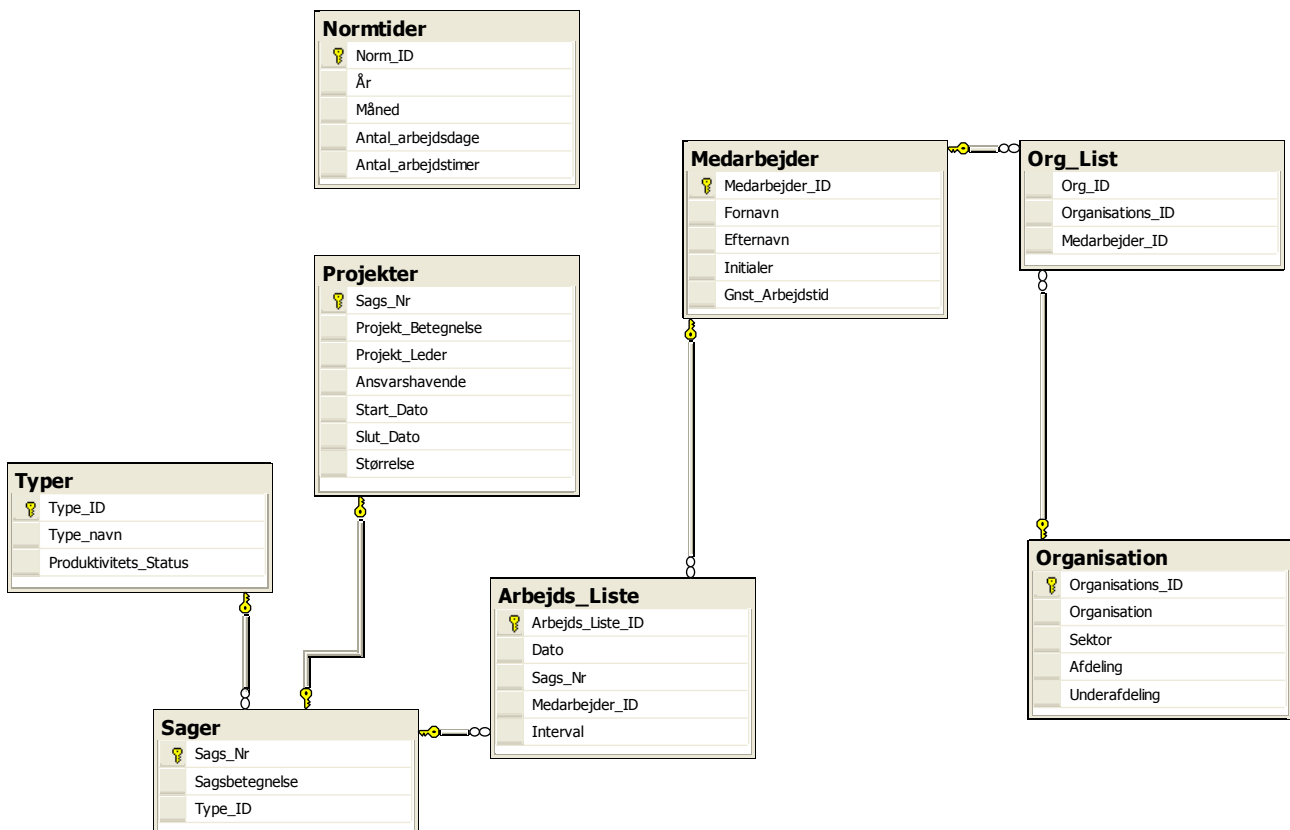 Normtider
Norm_ID
År
Måned
Antal_arbejdsdage
Antal_arbejdstimer
Medarbejder
Medarbejder_ID
Fornavn
Efternavn
Initialer
Gnst_Arbejdstid
Org_List
Org_ID
Organisations_ID
Medarbejder_ID
Projekter
Sags_Nr
Projekt_Betegnelse
Projekt_Leder
Ansvarshavende
Start_Dato
Slut_Dato
Størrelse
Typer
Type_ID
Type_navn
Produktivitets_Status
Arbejds_Liste
Arbejds_Liste_ID
Dato
Sags_Nr
Medarbejder_ID
Interval
Organisation
Organisations_ID
Organisation
Sektor
Afdeling
Underafdeling
Sager
Sags_Nr
Sagsbetegnelse
Type_ID